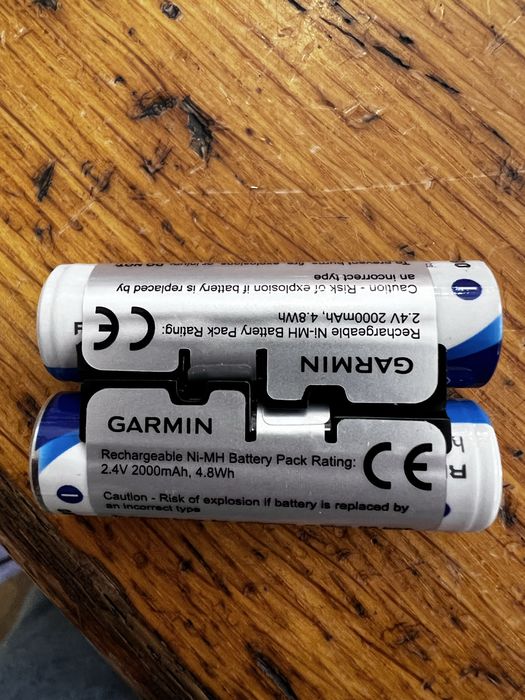 GARMIN
Rechargeable Ni-MH Battery Pack Rating:
2.4V 2000mAh, 4.8Wh
Caution - Risk of explosion if battery is replaced by
an incorrect type
GARMIN
Rechargeable Ni-MH Battery Pack Rating:
2.4V 2000mAh, 4.8Wh
Caution - Risk of explosion if battery is replaced by
an incorrect type
CE
CE